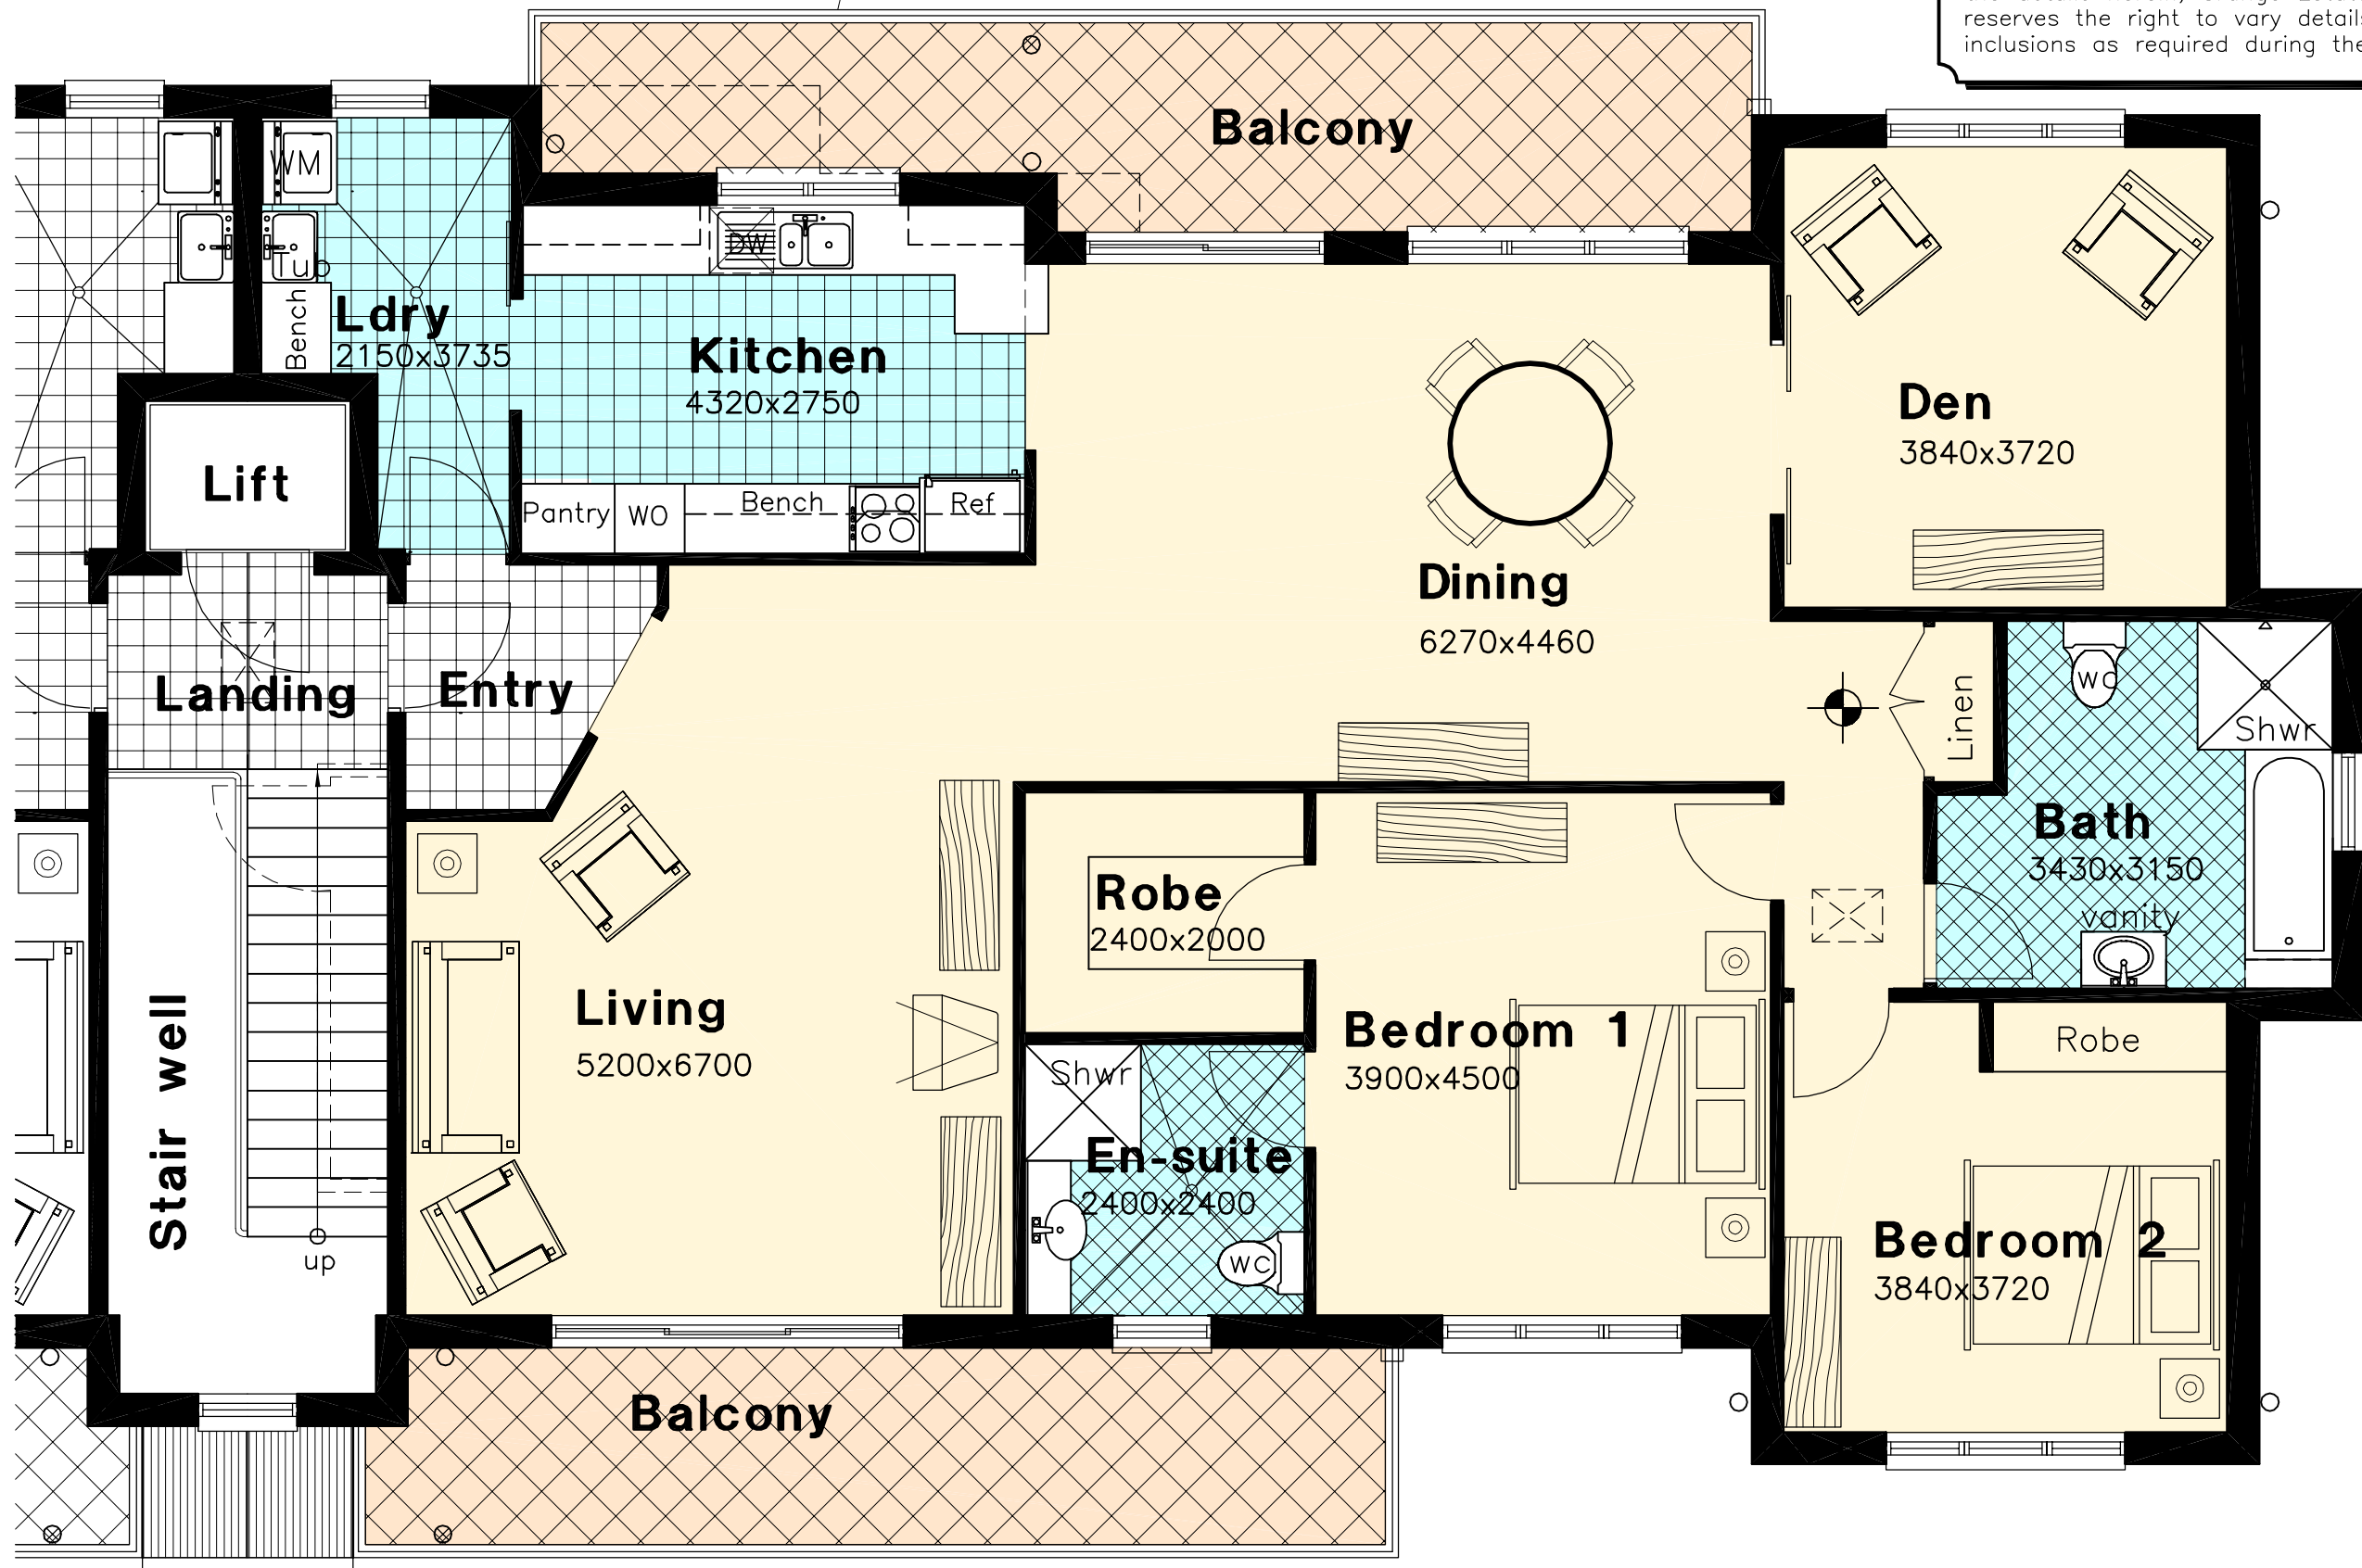 reserves the right to vary details
inclusions as required during the
Balcony
WM
Tub
Bench
Ldry
2150x3735
DW
Kitchen
4320x2750
Pantry
WO
Bench
Ref
Lift
Den
3840x3720
Dining
6270x4460
Landing
Entry
Linen
WC
Shwr
Bath
3430x3150
vanity
Robe
2400x2000
Living
5200x6700
Stair well
up
Bedroom 1
3900x4500
Robe
Shwr
En-suite
2400x2400
WC
Bedroom 2
3840x3720
Balcony